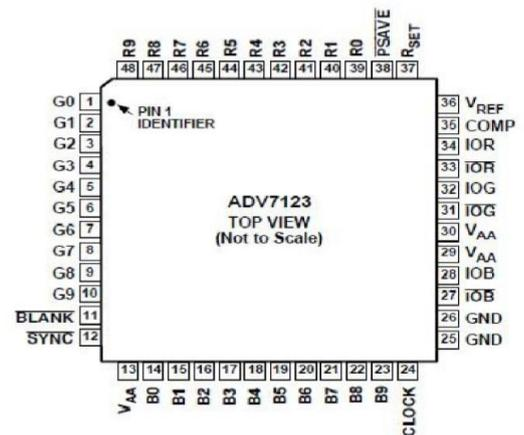 R9 R8 R7 R6 R5 R4 R3 R2 R1 R0 PSAVE RSET
48 47 46 45 44 43 42 41 40 39 38 37
G0 1
G1 2
G2 3
G3 4
G4 5
G5 6
G6 7
G7 8
G8 9
G9 10
BLANK 11
SYNC 12
PIN 1
IDENTIFIER
ADV7123
TOP VIEW
(Not to Scale)
36 VREF
35 COMP
34 IOR
33 IOR
32 IOG
31 IOG
30 VAA
29 VAA
28 IOB
27 IOB
26 GND
25 GND
13 14 15 16 17 18 19 20 21 22 23 24
VAA B0 B1 B2 B3 B4 B5 B6 B7 B8 B9 CLOCK